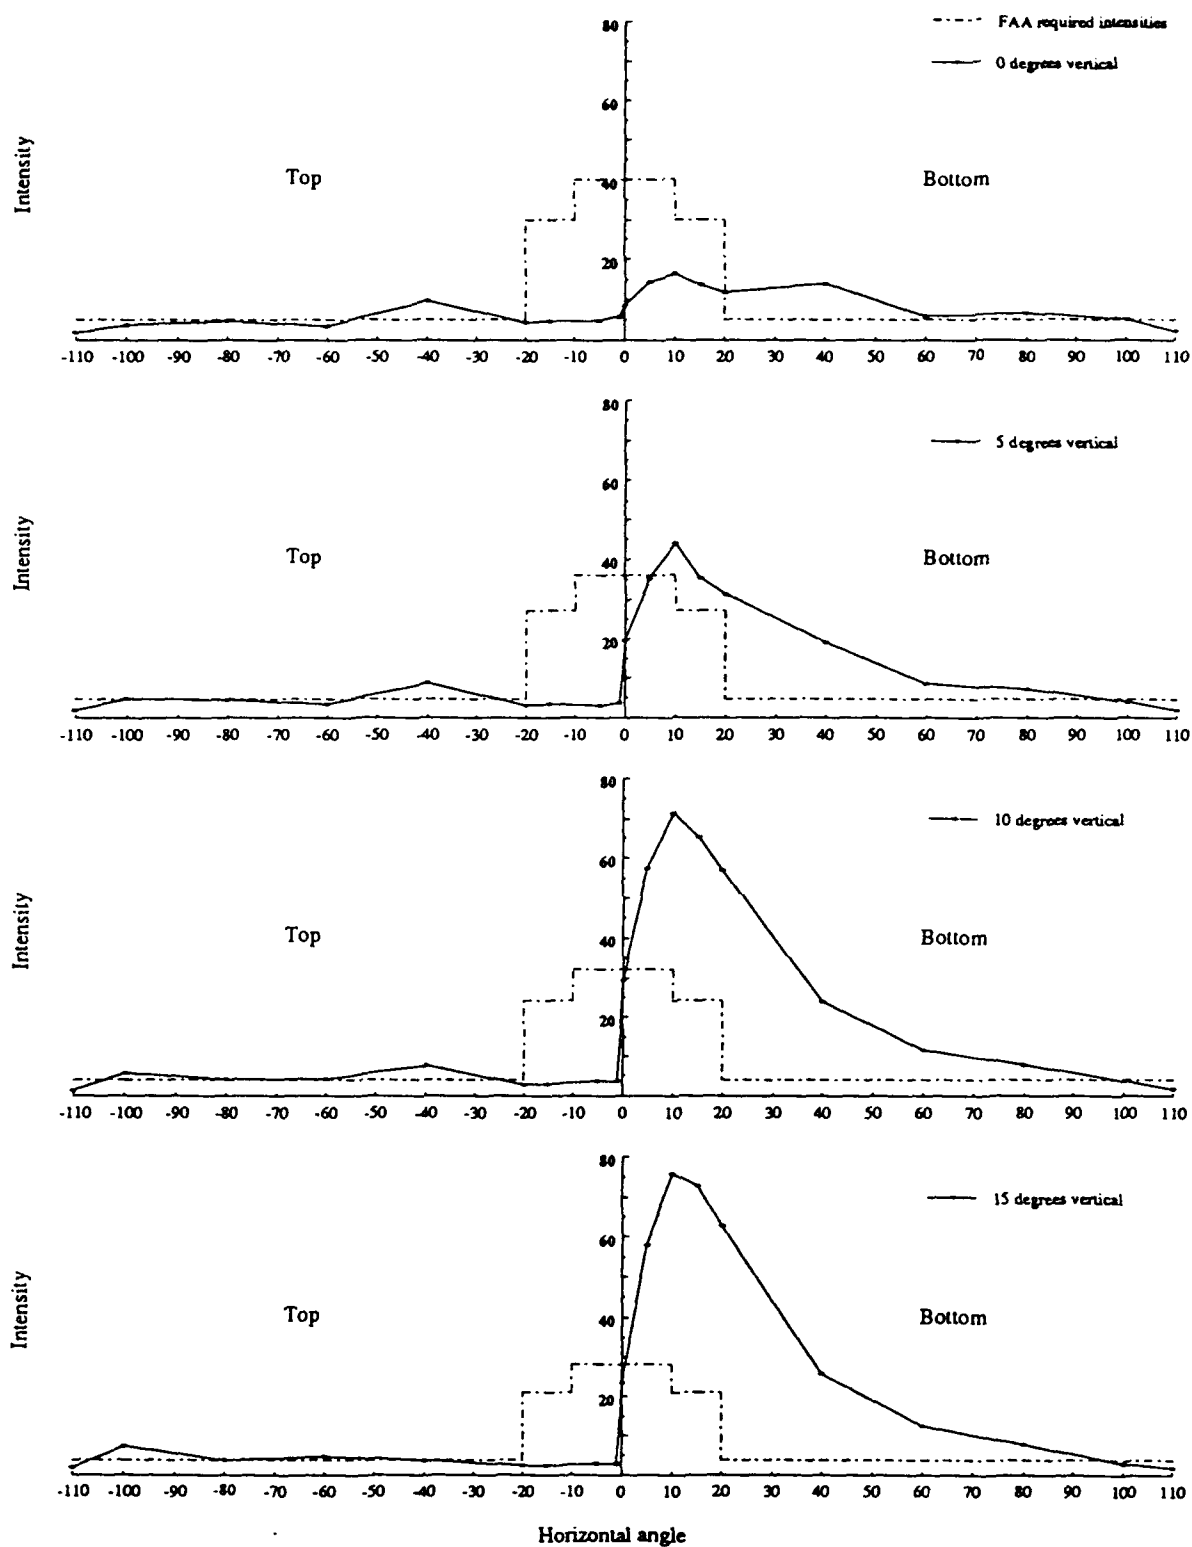 80
FAA required intensities
0 degrees vertical
60
Intensity
Top
40
Bottom
20
-110 -100 -90 -80 -70 -60 -50 -40 -30 -20 -10 0 10 20 30 40 50 60 70 80 90 100 110
80
5 degrees vertical
60
Intensity
Top
40
Bottom
20
-110 -100 -90 -80 -70 -60 -50 -40 -30 -20 -10 0 10 20 30 40 50 60 70 80 90 100 110
80
10 degrees vertical
60
Intensity
Top
40
Bottom
20
-110 -100 -90 -80 -70 -60 -50 -40 -30 -20 -10 0 10 20 30 40 50 60 70 80 90 100 110
80
15 degrees vertical
60
Intensity
Top
40
Bottom
20
-110 -100 -90 -80 -70 -60 -50 -40 -30 -20 -10 0 10 20 30 40 50 60 70 80 90 100 110
Horizontal angle